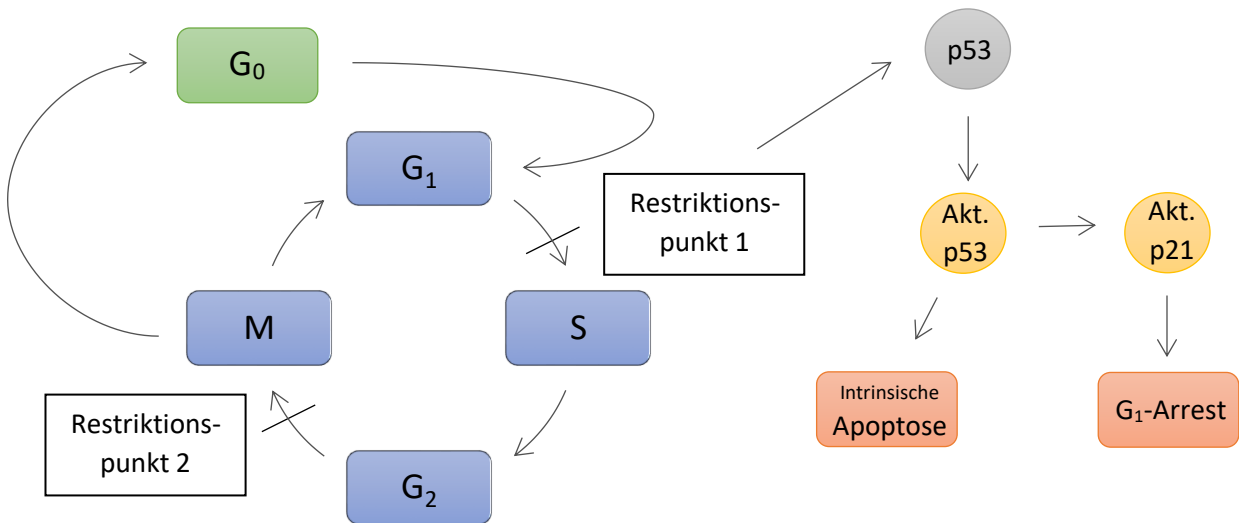 G₀
p53
G₁
Restriktions-
punkt 1
Akt.
p53
Akt.
p21
M
S
Restriktions-
punkt 2
G₂
Intrinsische
Apoptose
G₁-Arrest